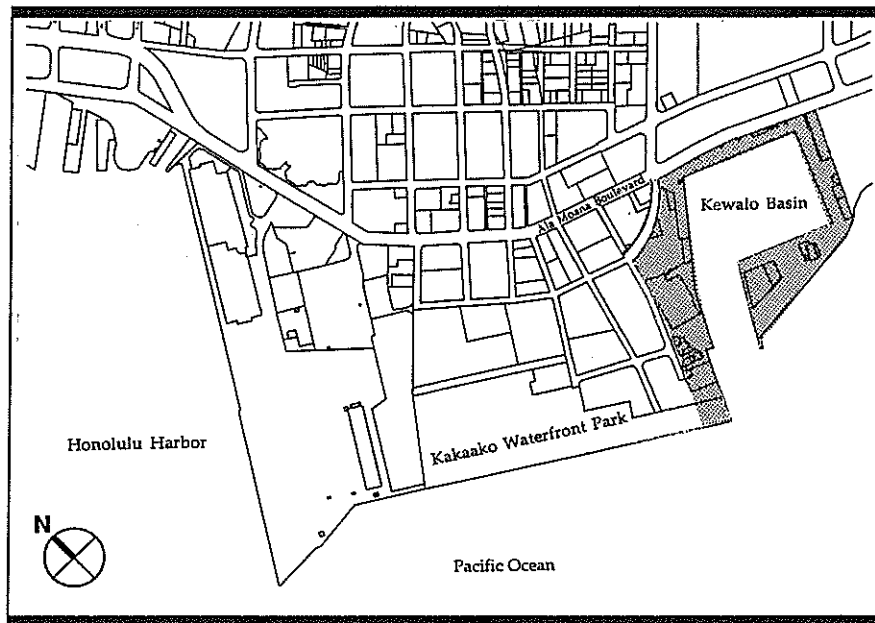 Ala Moana Boulevard
Kewalo Basin
Honolulu Harbor
Kakaako Waterfront Park
N
Pacific Ocean